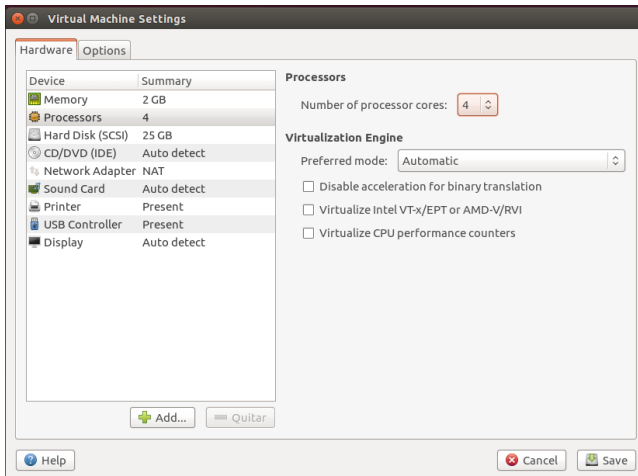 Virtual Machine Settings
Hardware Options
Device Summary
Memory 2 GB
Processors 4
Hard Disk (SCSI) 25 GB
CD/DVD (IDE) Auto detect
Network Adapter NAT
Sound Card Auto detect
Printer Present
USB Controller Present
Display Auto detect
Add... Quitar
Processors
Number of processor cores: 4
Virtualization Engine
Preferred mode: Automatic
Disable acceleration for binary translation
Virtualize Intel VT-x/EPT or AMD-V/RVI
Virtualize CPU performance counters
Help Cancel Save